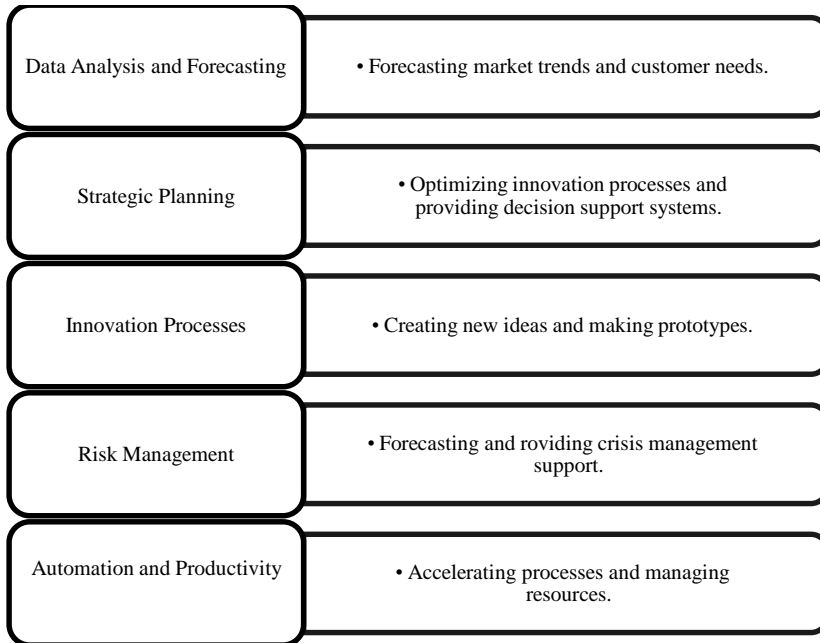 Data Analysis and Forecasting
• Forecasting market trends and customer needs.
Strategic Planning
• Optimizing innovation processes and
providing decision support systems.
Innovation Processes
• Creating new ideas and making prototypes.
Risk Management
• Forecasting and roviding crisis management
support.
Automation and Productivity
• Accelerating processes and managing
resources.